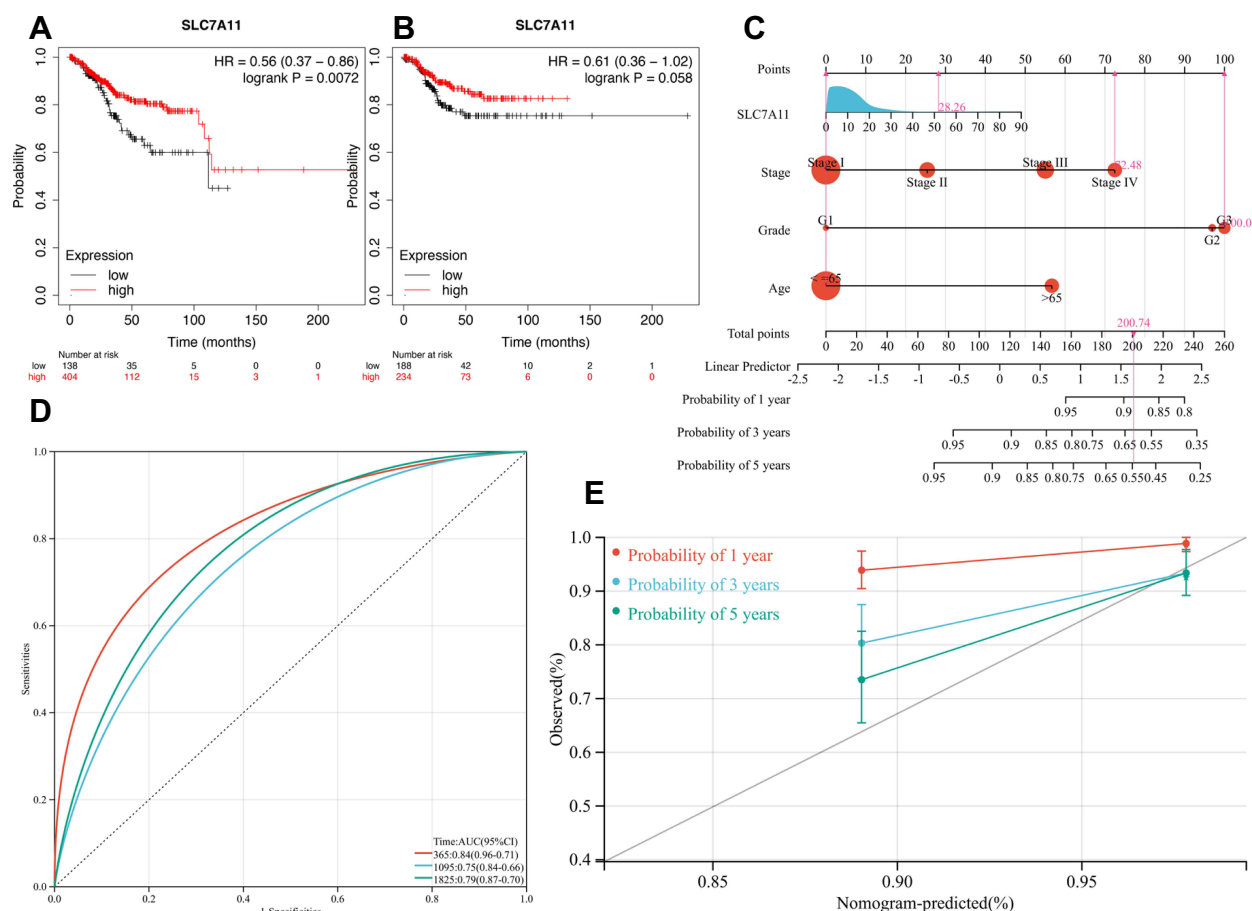 A
SLC7A11
HR = 0.56 (0.37 – 0.86)
logrank P = 0.0072
Probability
1.0
0.8
0.6
0.4
0.2
0.0
Expression
low
high
0 50 100 150 200
Time (months)
Number at risk
low 138 35 5 0 0
high 404 112 15 3 1
B
SLC7A11
HR = 0.61 (0.36 – 1.02)
logrank P = 0.058
Probability
1.0
0.8
0.6
0.4
0.2
0.0
Expression
low
high
0 50 100 150 200
Time (months)
Number at risk
low 188 42 10 2 1
high 234 73 6 0 0
C
Points
0 10 20 30 40 50 60 70 80 90 100
SLC7A11
28.26
0 10 20 30 40 50 60 70 80 90
Stage
Stage I Stage III 72.48
Stage II Stage IV
Grade
G1 G3 100.0
G2
Age
<=65
>65
200.74
Total points
0 20 40 60 80 100 120 140 160 180 200 220 240 260
Linear Predictor
-2.5 -2 -1.5 -1 -0.5 0 0.5 1 1.5 2 2.5
Probability of 1 year
0.95 0.9 0.85 0.8
Probability of 3 years
0.95 0.9 0.85 0.80 0.75 0.65 0.55 0.35
Probability of 5 years
0.95 0.9 0.85 0.80 0.75 0.65 0.55 0.45 0.25
D
Sensitivities
1.0
0.8
0.6
0.4
0.2
0.0
Time:AUC(95%CI)
365:0.84(0.96-0.71)
1095:0.75(0.84-0.66)
1825:0.79(0.87-0.70)
0.0 0.2 0.4 0.6 0.8 1.0
1-Specificities
E
Observed(%)
1.0
0.9
0.8
0.7
0.6
0.5
0.4
Probability of 1 year
Probability of 3 years
Probability of 5 years
0.85 0.90 0.95
Nomogram-predicted(%)